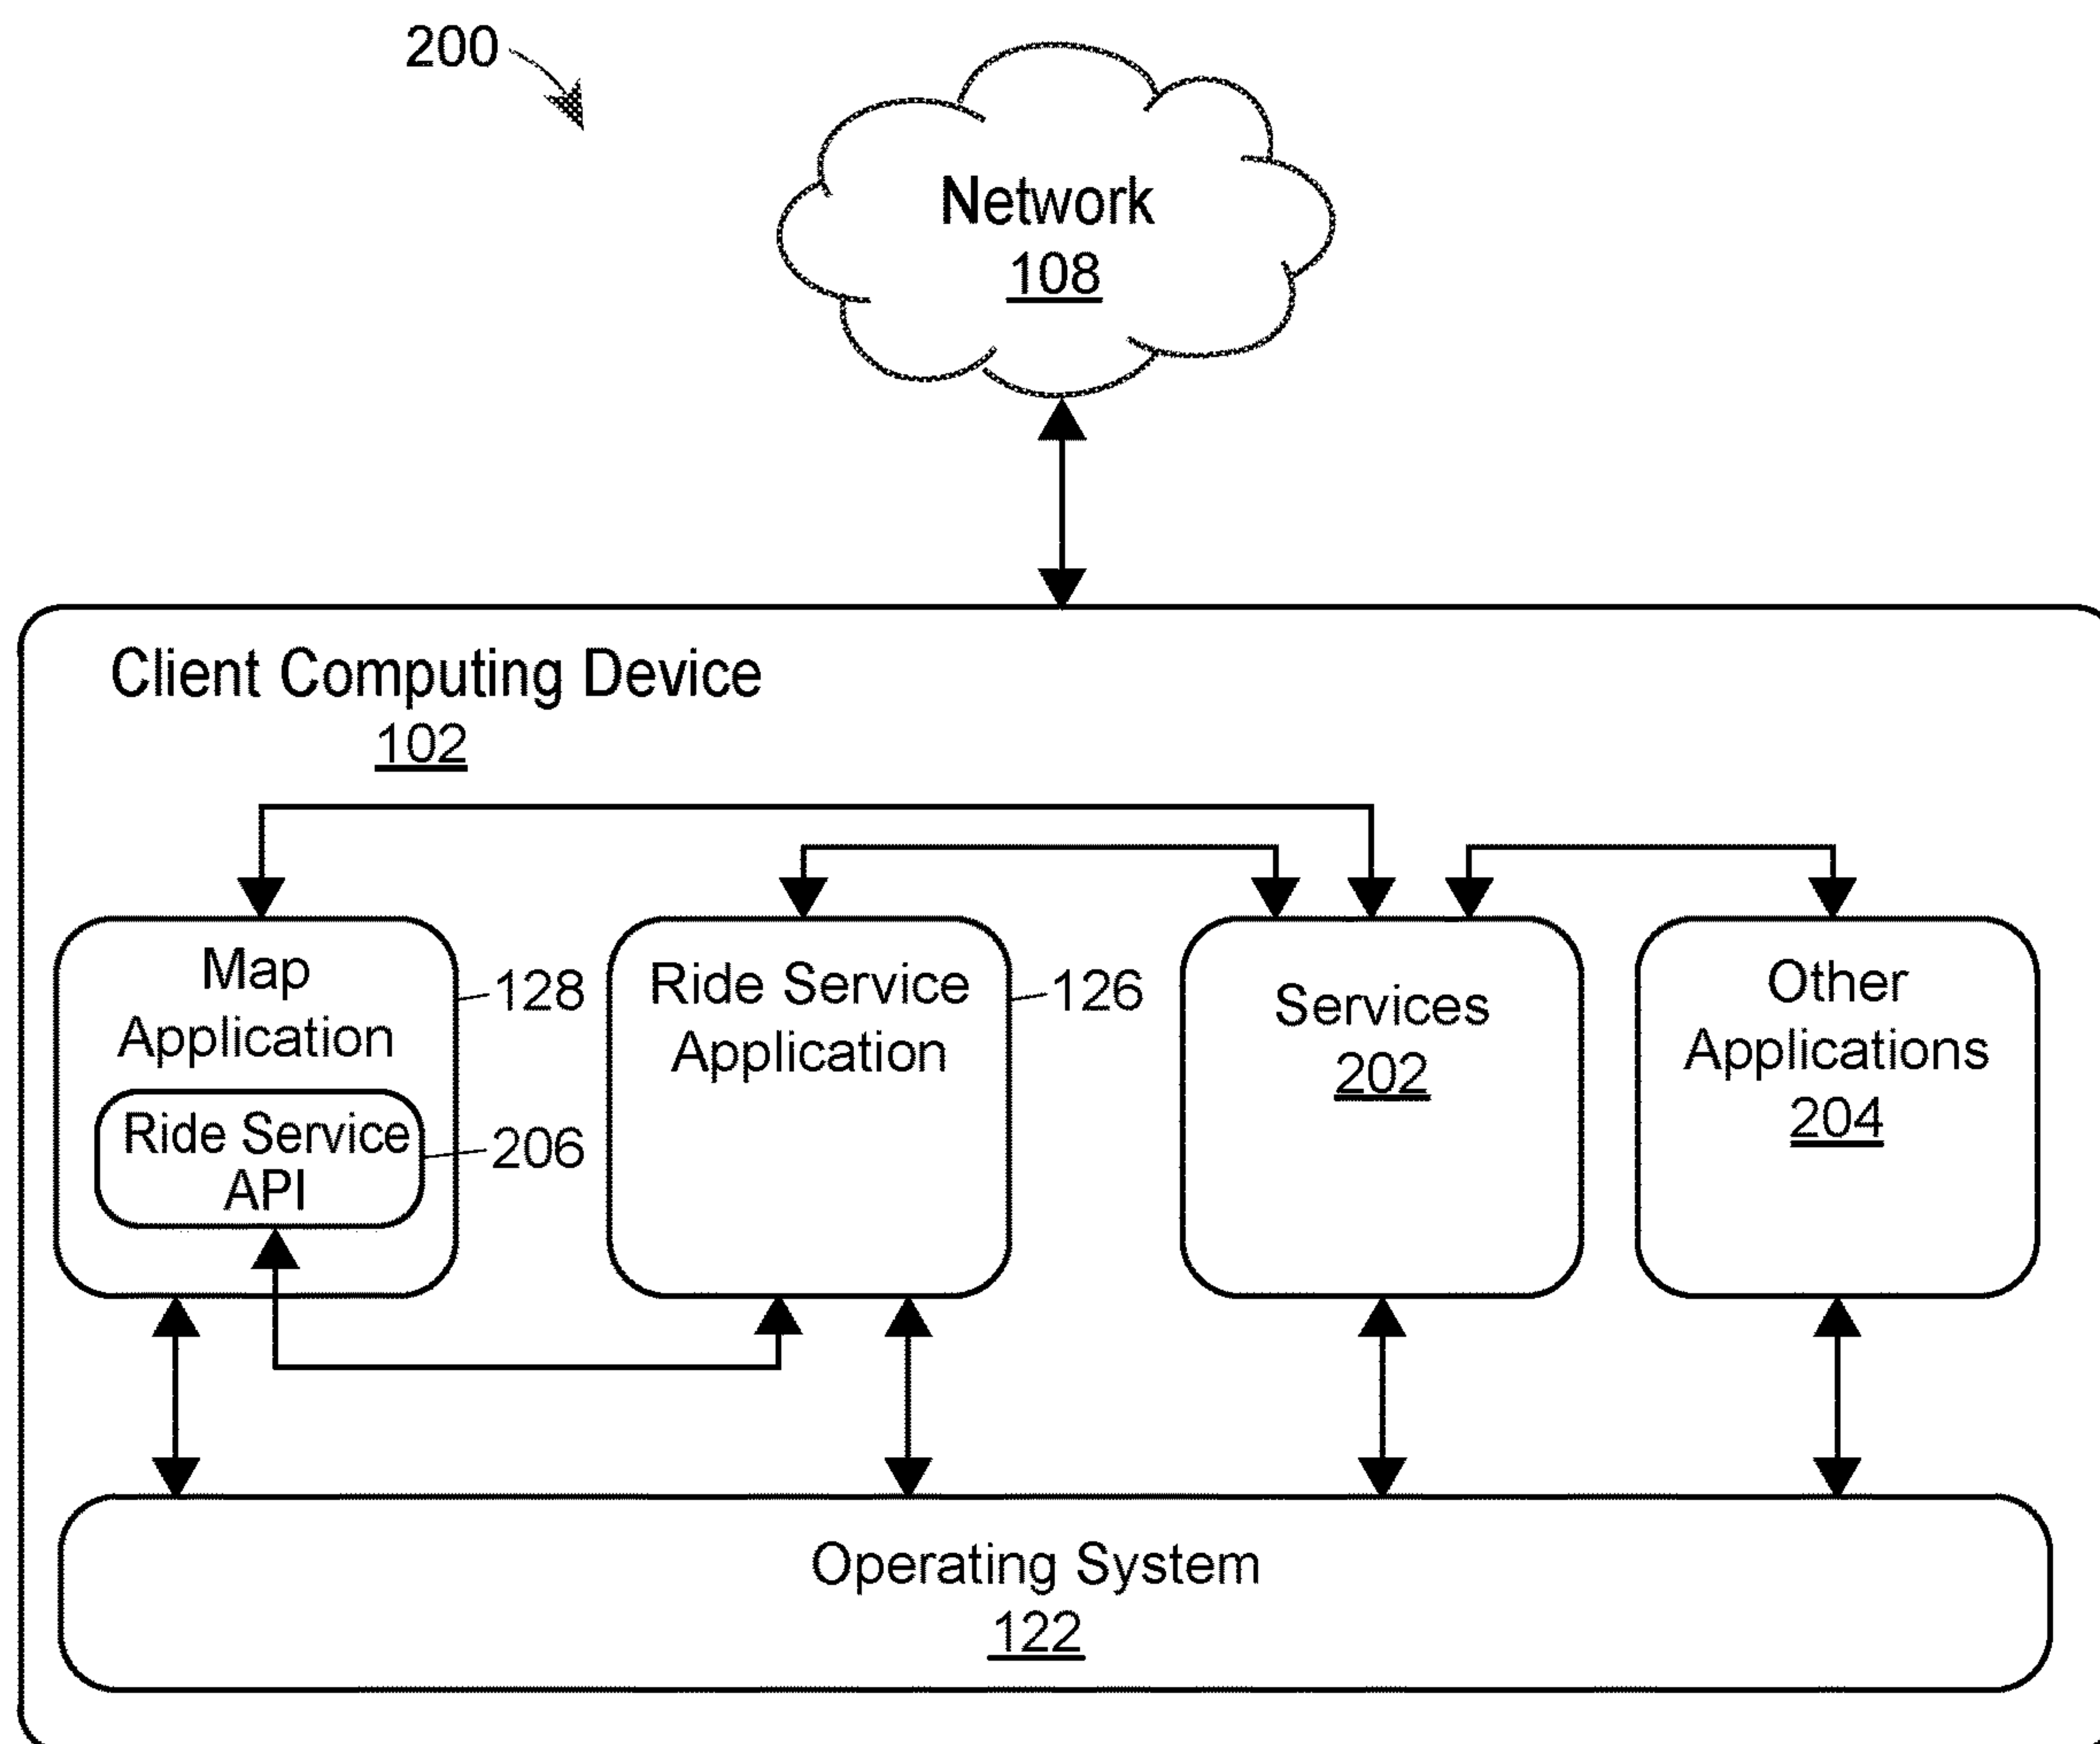 200
Network
108
Client Computing Device
102
Map
Application
128
Ride Service
API
206
Ride Service
Application
126
Services
202
Other
Applications
204
Operating System
122